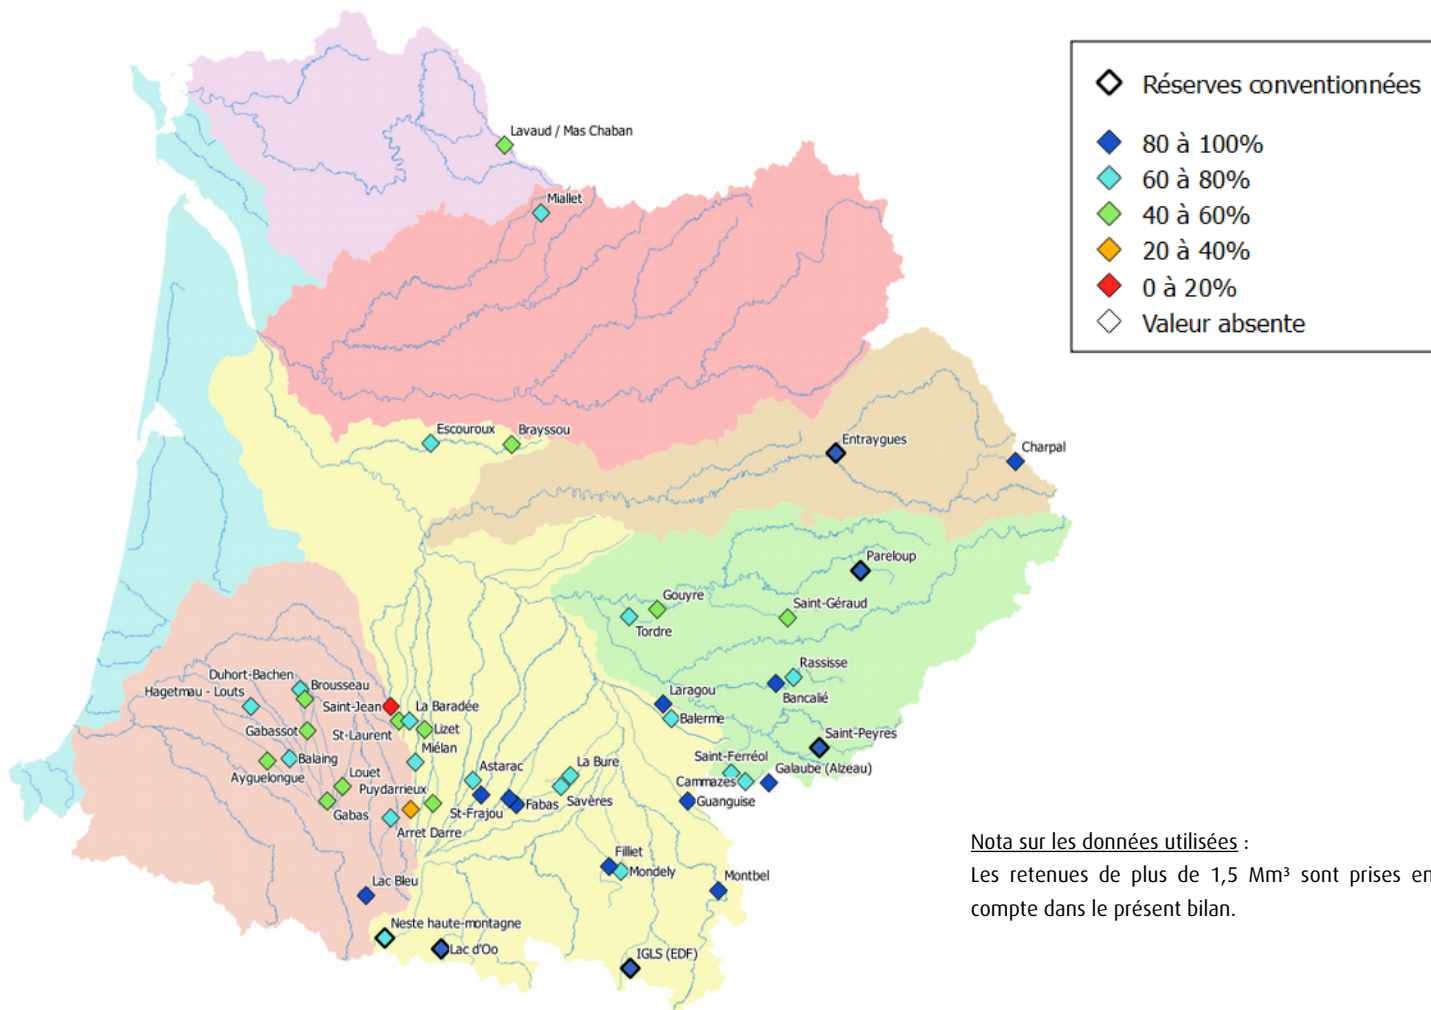 Réserves conventionnées
80 à 100%
60 à 80%
40 à 60%
20 à 40%
0 à 20%
Valeur absente
Lavaud / Mas Chaban
Miallet
Escouroux
Brayssou
Entraygues
Charpal
Pareloup
Gouyre
Saint-Géraud
Tordre
Rassisse
Bancalié
Duhort-Bachen
Brousseau
Hagetmau - Louts
Saint-Jean
La Baradée
Laragou
Balerme
Gabassot
St-Laurent
Lizet
Saint-Peyres
Balaing
Miélan
Ayguelongue
Louet
Astarac
La Bure
Saint-Ferréol
Galaube (Alzeau)
Puydarrieux
Cammazes
Gabas
St-Frajou
Fabas
Savères
Guanguise
Arret Darre
Filliet
Mondely
Montbel
Lac Bleu
Neste haute-montagne
Lac d'Oo
IGLS (EDF)
Nota sur les données utilisées :
Les retenues de plus de 1,5 Mm³ sont prises en
compte dans le présent bilan.